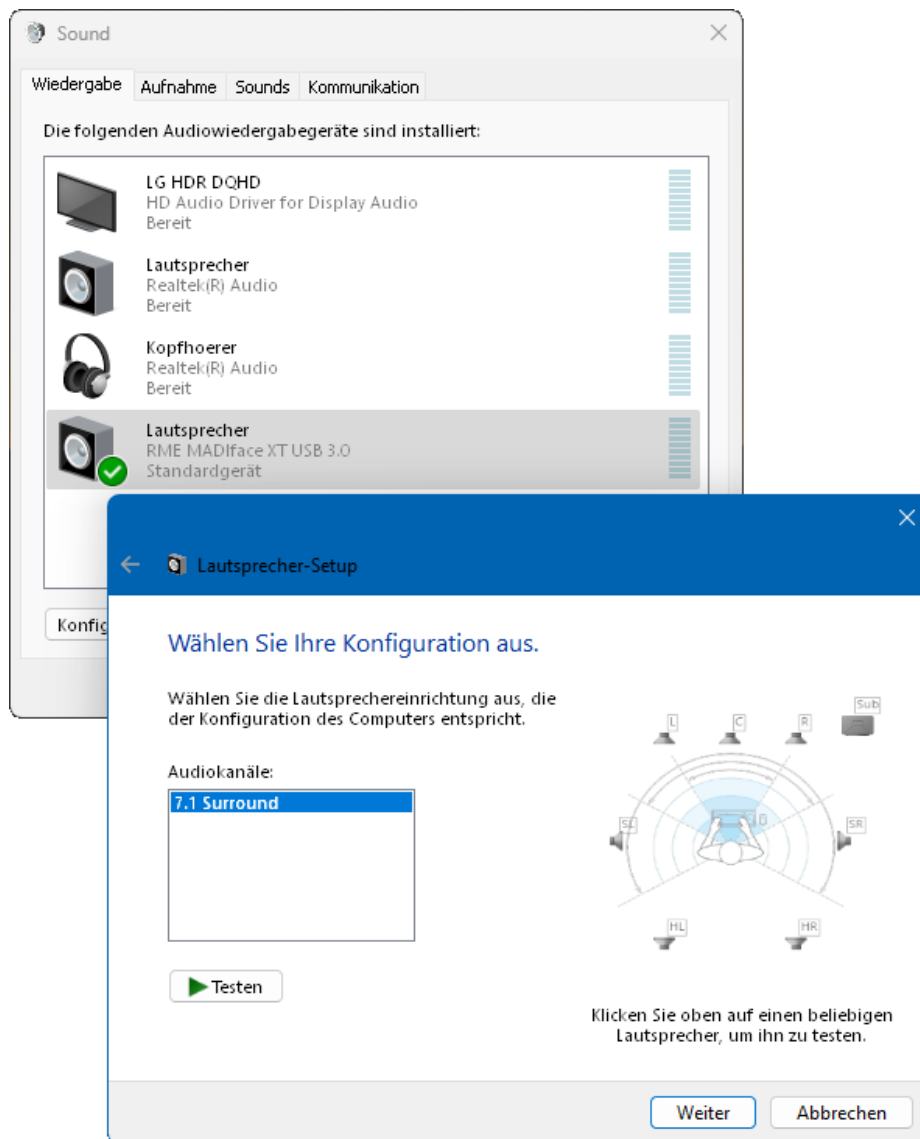 Sound
Wiedergabe Aufnahme Sounds Kommunikation
Die folgenden Audiowiedergabegeräte sind installiert:
LG HDR DQHD
HD Audio Driver for Display Audio
Bereit
Lautsprecher
Realtek(R) Audio
Bereit
Kopfhoerer
Realtek(R) Audio
Bereit
Lautsprecher
RME MADIface XT USB 3.0
Standardgerät
Konfig
Lautsprecher-Setup
Wählen Sie Ihre Konfiguration aus.
Wählen Sie die Lautsprechereinrichtung aus, die
der Konfiguration des Computers entspricht.
Audiokanäle:
7.1 Surround
Testen
L C R Sub
SL SR
HL HR
Klicken Sie oben auf einen beliebigen
Lautsprecher, um ihn zu testen.
Weiter Abbrechen